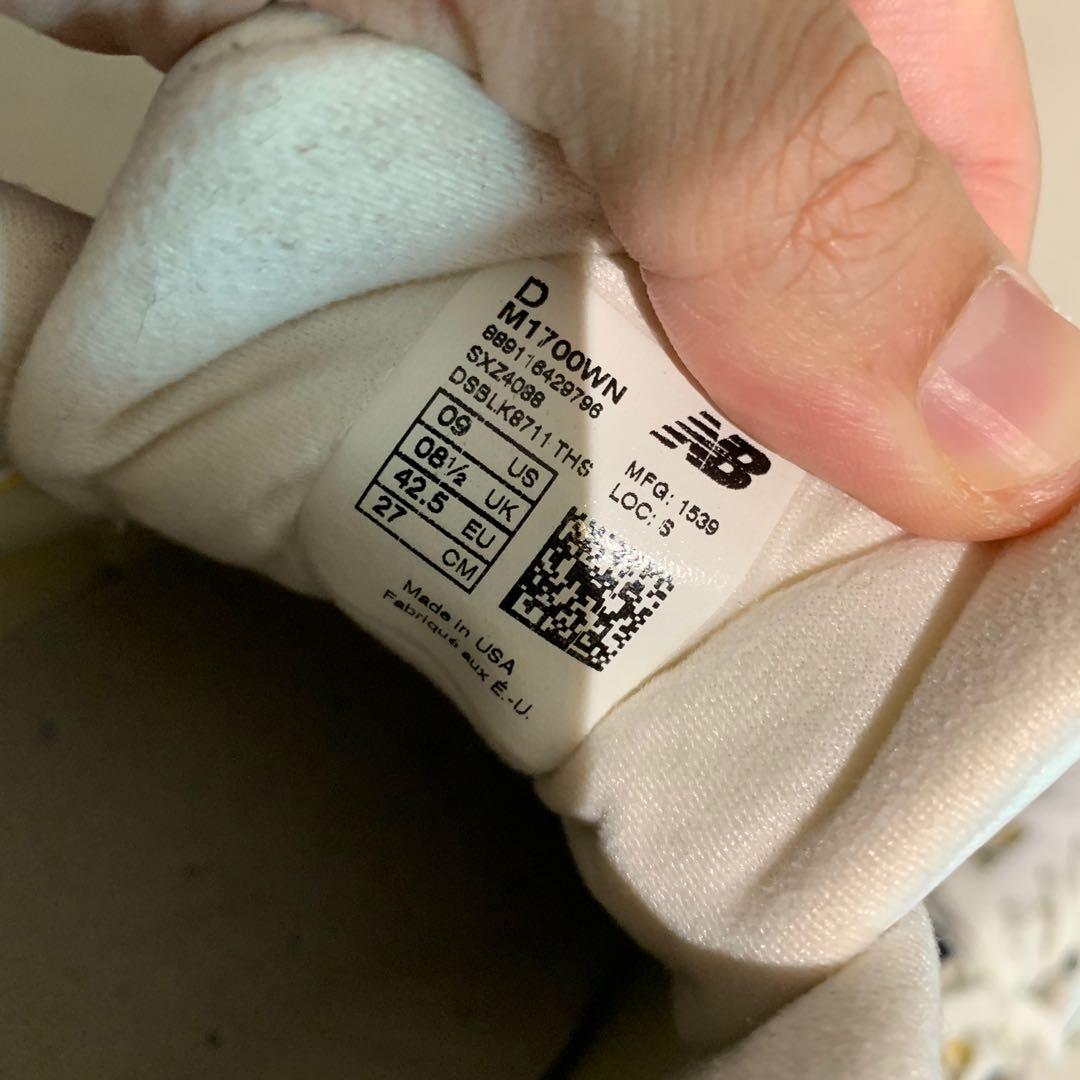 D
M1700WN
889116429796
SXZ4088
DSBLK8711 THS
09 US
08½ UK
42.5 EU
27 CM
NB
MFG: 1539
LOC: S
Made in USA
Fabriqué aux É.-U.